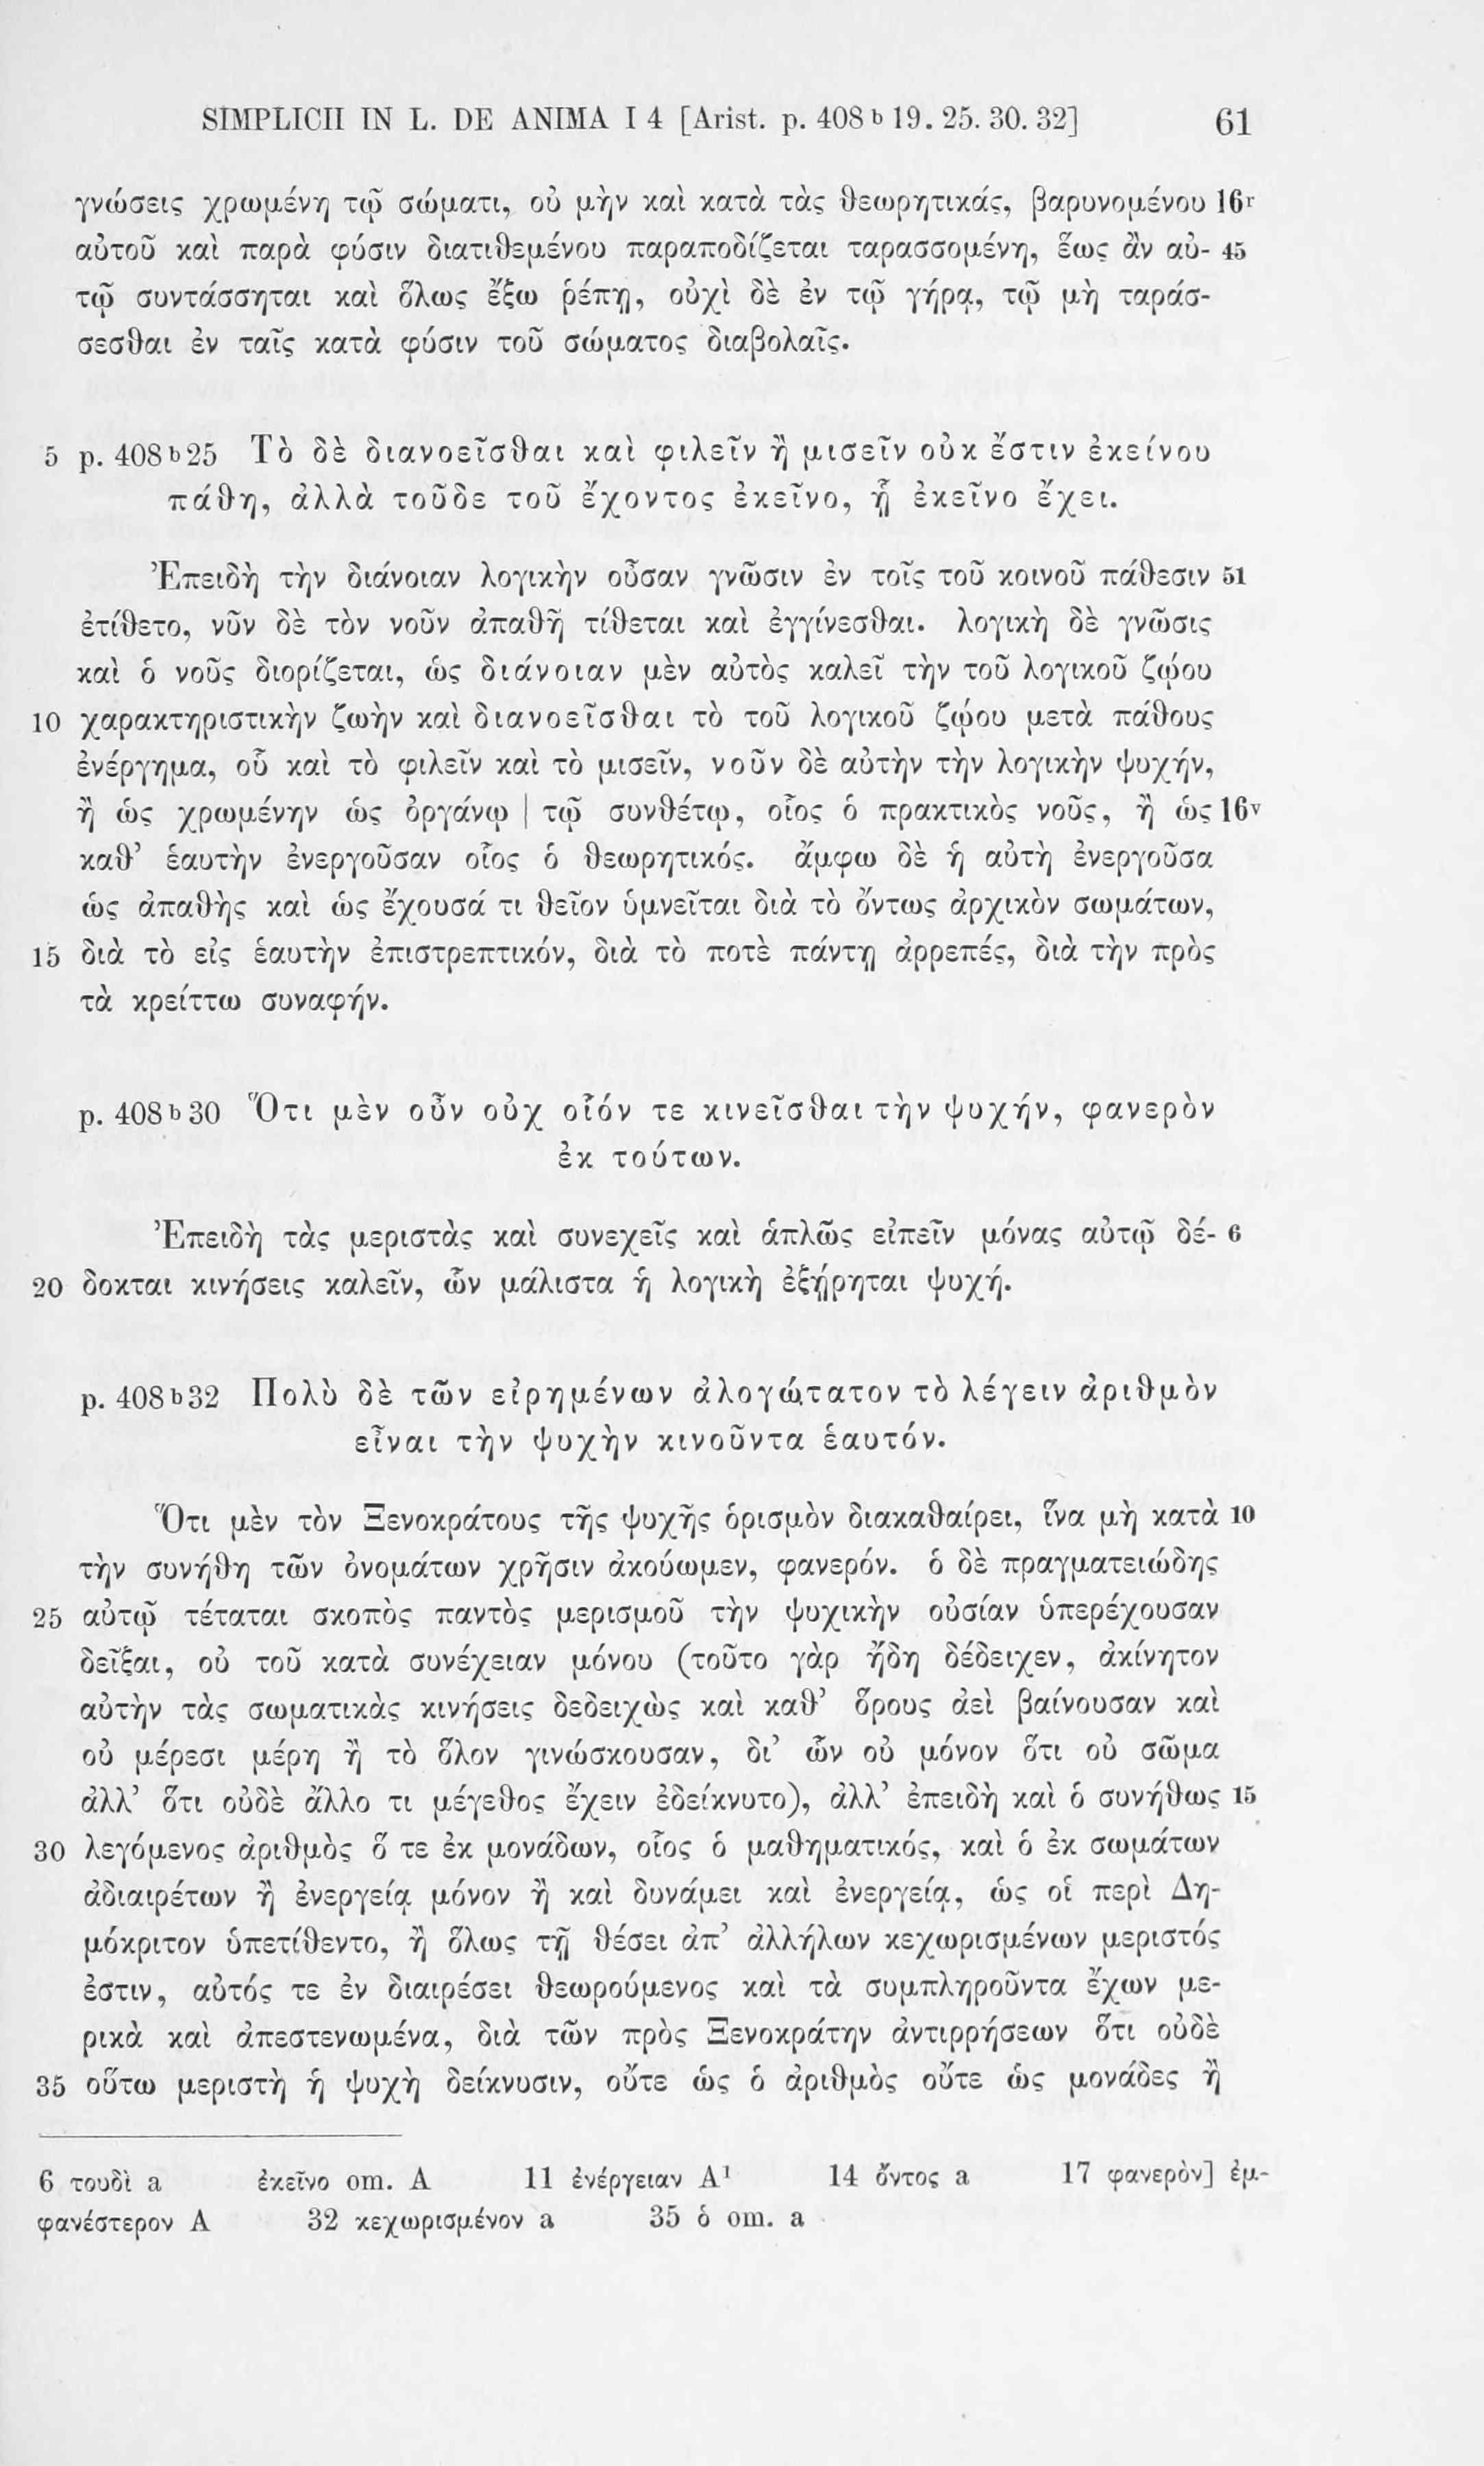 SIMPLICII IN L. DE ANIMA I 4 [Arist. p. 408 b 19. 25. 30. 32] 61
γνώσεις χρωμένη τῷ σώματι, οὐ μὴν καὶ κατὰ τὰς θεωρητικάς, βαρυνομένου 16r
αὐτοῦ καὶ παρὰ φύσιν διατιθεμένου παραποδίζεται ταρασσομένη, ἕως ἂν αὐ- 45
τῷ συντάσσηται καὶ ὅλως ἔξω ῥέπῃ, οὐχὶ δὲ ἐν τῷ γήρᾳ, τῷ μὴ ταράσ-
σεσθαι ἐν ταῖς κατὰ φύσιν τοῦ σώματος διαβολαῖς.
5 p. 408 b 25 Τὸ δὲ διανοεῖσθαι καὶ φιλεῖν ἢ μισεῖν οὐκ ἔστιν ἐκείνου
πάθη, ἀλλὰ τοῦδε τοῦ ἔχοντος ἐκεῖνο, ᾗ ἐκεῖνο ἔχει.
Ἐπειδὴ τὴν διάνοιαν λογικὴν οὖσαν γνῶσιν ἐν τοῖς τοῦ κοινοῦ πάθεσιν 51
ἐτίθετο, νῦν δὲ τὸν νοῦν ἀπαθῆ τίθεται καὶ ἐγγίνεσθαι. λογικὴ δὲ γνῶσις
καὶ ὁ νοῦς διορίζεται, ὡς διάνοιαν μὲν αὐτὸς καλεῖ τὴν τοῦ λογικοῦ ζῴου
10 χαρακτηριστικὴν ζωὴν καὶ διανοεῖσθαι τὸ τοῦ λογικοῦ ζῴου μετὰ πάθους
ἐνέργημα, οὗ καὶ τὸ φιλεῖν καὶ τὸ μισεῖν, νοῦν δὲ αὐτὴν τὴν λογικὴν ψυχήν,
ἢ ὡς χρωμένην ὡς ὀργάνῳ | τῷ συνθέτῳ, οἷος ὁ πρακτικὸς νοῦς, ἢ ὡς 16v
καθ’ ἑαυτὴν ἐνεργοῦσαν οἷος ὁ θεωρητικός. ἄμφω δὲ ἡ αὐτὴ ἐνεργοῦσα
ὡς ἀπαθὴς καὶ ὡς ἔχουσά τι θεῖον ὑμνεῖται διὰ τὸ ὄντως ἀρχικὸν σωμάτων,
15 διὰ τὸ εἰς ἑαυτὴν ἐπιστρεπτικόν, διὰ τὸ ποτὲ πάντῃ ἀρρεπές, διὰ τὴν πρὸς
τὰ κρείττω συναφήν.
p. 408 b 30 Ὅτι μὲν οὖν οὐχ οἷόν τε κινεῖσθαι τὴν ψυχήν, φανερὸν
ἐκ τούτων.
Ἐπειδὴ τὰς μεριστὰς καὶ συνεχεῖς καὶ ἁπλῶς εἰπεῖν μόνας αὐτῷ δέ- 6
20 δοκται κινήσεις καλεῖν, ὧν μάλιστα ἡ λογικὴ ἐξῄρηται ψυχή.
p. 408 b 32 Πολὺ δὲ τῶν εἰρημένων ἀλογώτατον τὸ λέγειν ἀριθμὸν
εἶναι τὴν ψυχὴν κινοῦντα ἑαυτόν.
Ὅτι μὲν τὸν Ξενοκράτους τῆς ψυχῆς ὁρισμὸν διακαθαίρει, ἵνα μὴ κατὰ 10
τὴν συνήθη τῶν ὀνομάτων χρῆσιν ἀκούωμεν, φανερόν. ὁ δὲ πραγματειώδης
25 αὐτῷ τέταται σκοπὸς παντὸς μερισμοῦ τὴν ψυχικὴν οὐσίαν ὑπερέχουσαν
δεῖξαι, οὐ τοῦ κατὰ συνέχειαν μόνου (τοῦτο γὰρ ἤδη δέδειχεν, ἀκίνητον
αὐτὴν τὰς σωματικὰς κινήσεις δεδειχὼς καὶ καθ’ ὅρους ἀεὶ βαίνουσαν καὶ
οὐ μέρεσι μέρη ἢ τὸ ὅλον γινώσκουσαν, δι’ ὧν οὐ μόνον ὅτι οὐ σῶμα
ἀλλ’ ὅτι οὐδὲ ἄλλο τι μέγεθος ἔχειν ἐδείκνυτο), ἀλλ’ ἐπειδὴ καὶ ὁ συνήθως 15
30 λεγόμενος ἀριθμὸς ὅ τε ἐκ μονάδων, οἷος ὁ μαθηματικός, καὶ ὁ ἐκ σωμάτων
ἀδιαιρέτων ἢ ἐνεργείᾳ μόνον ἢ καὶ δυνάμει καὶ ἐνεργείᾳ, ὡς οἱ περὶ Δη-
μόκριτον ὑπετίθεντο, ἢ ὅλως τῇ θέσει ἀπ’ ἀλλήλων κεχωρισμένων μεριστός
ἐστιν, αὐτός τε ἐν διαιρέσει θεωρούμενος καὶ τὰ συμπληροῦντα ἔχων με-
ρικὰ καὶ ἀπεστενωμένα, διὰ τῶν πρὸς Ξενοκράτην ἀντιρρήσεων ὅτι οὐδὲ
35 οὕτω μεριστὴ ἡ ψυχὴ δείκνυσιν, οὔτε ὡς ὁ ἀριθμὸς οὔτε ὡς μονάδες ἢ
6 τουδὶ a ἐκεῖνο om. A 11 ἐνέργειαν A¹ 14 ὄντος a 17 φανερὸν] ἐμ-
φανέστερον A 32 κεχωρισμένον a 35 ὁ om. a